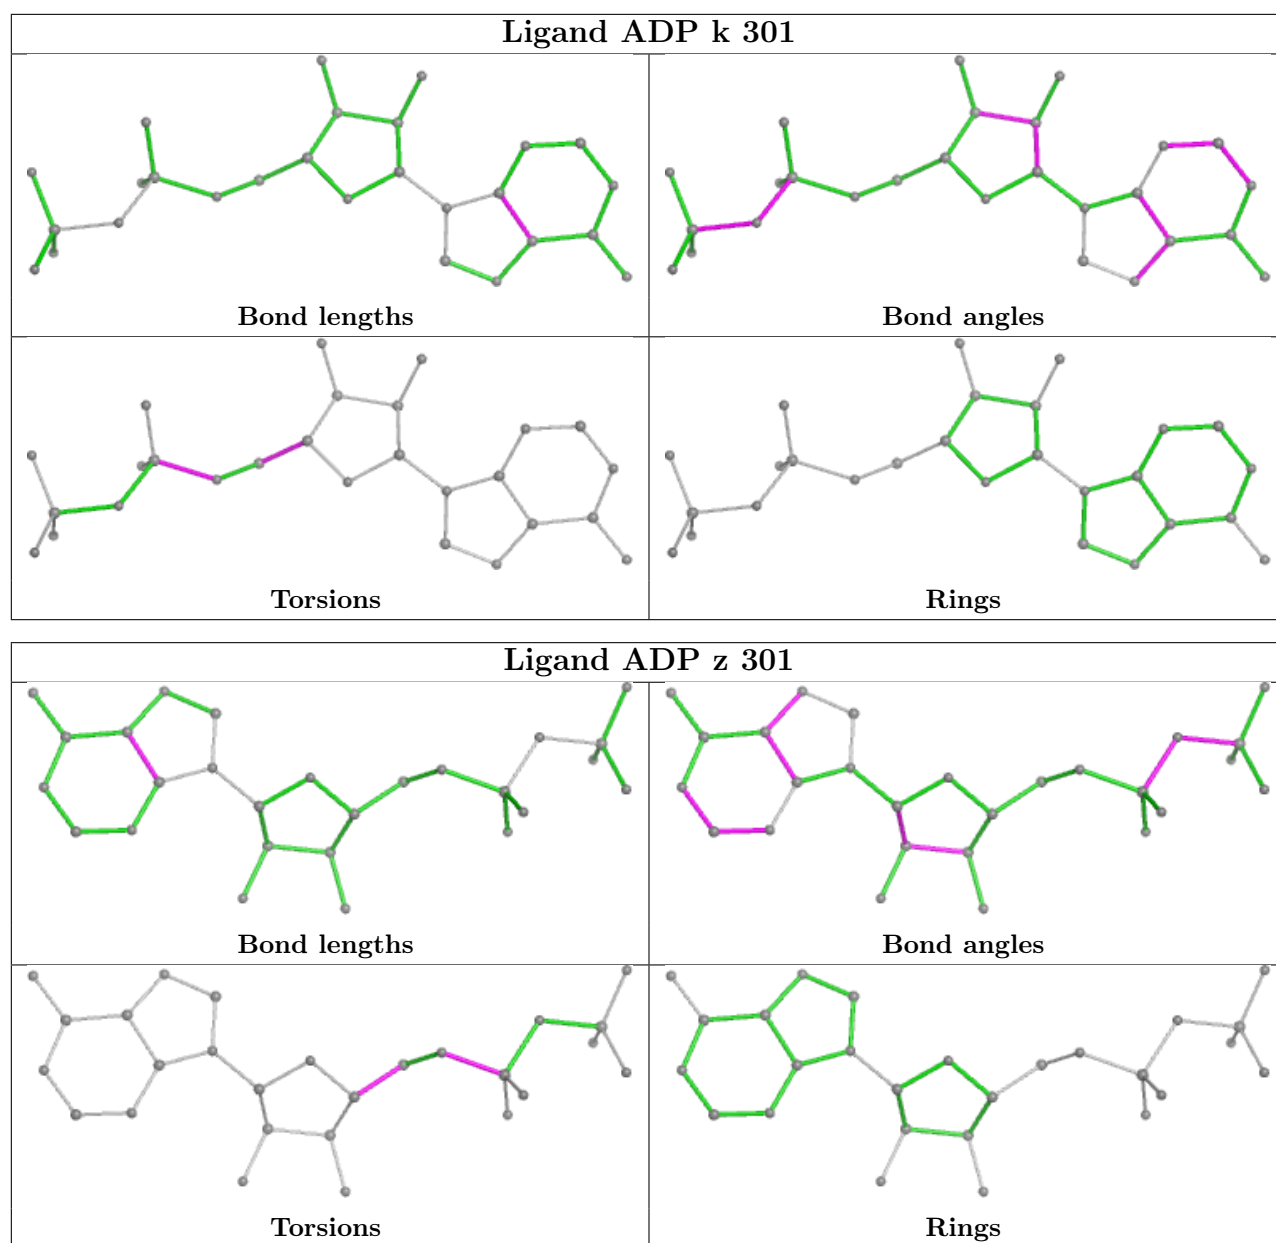 Ligand ADP k 301
Bond lengths
Bond angles
Torsions
Rings
Ligand ADP z 301
Bond lengths
Bond angles
Torsions
Rings